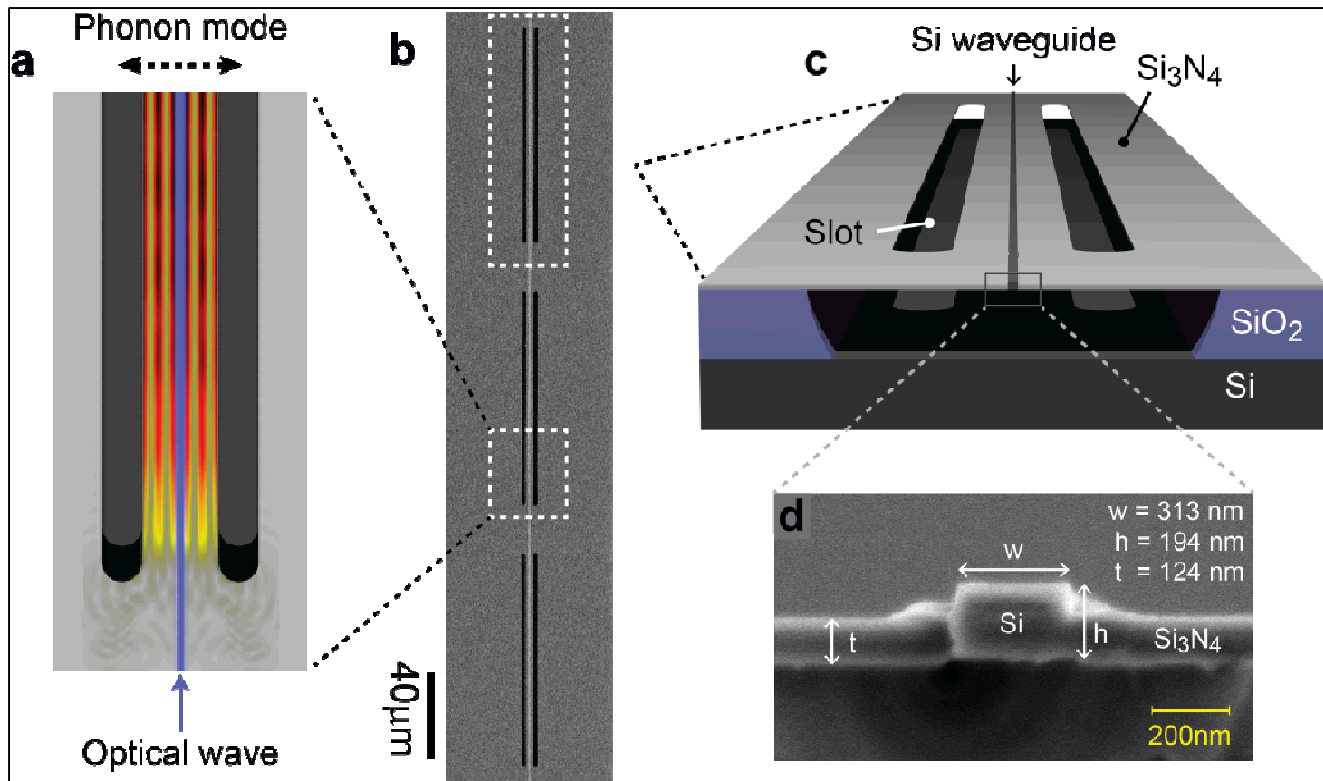 Phonon mode
a
Optical wave
b
40μm
Si waveguide
c
Si₃N₄
Slot
SiO₂
Si
d
w = 313 nm
h = 194 nm
t = 124 nm
w
Si
h
t
Si₃N₄
200nm